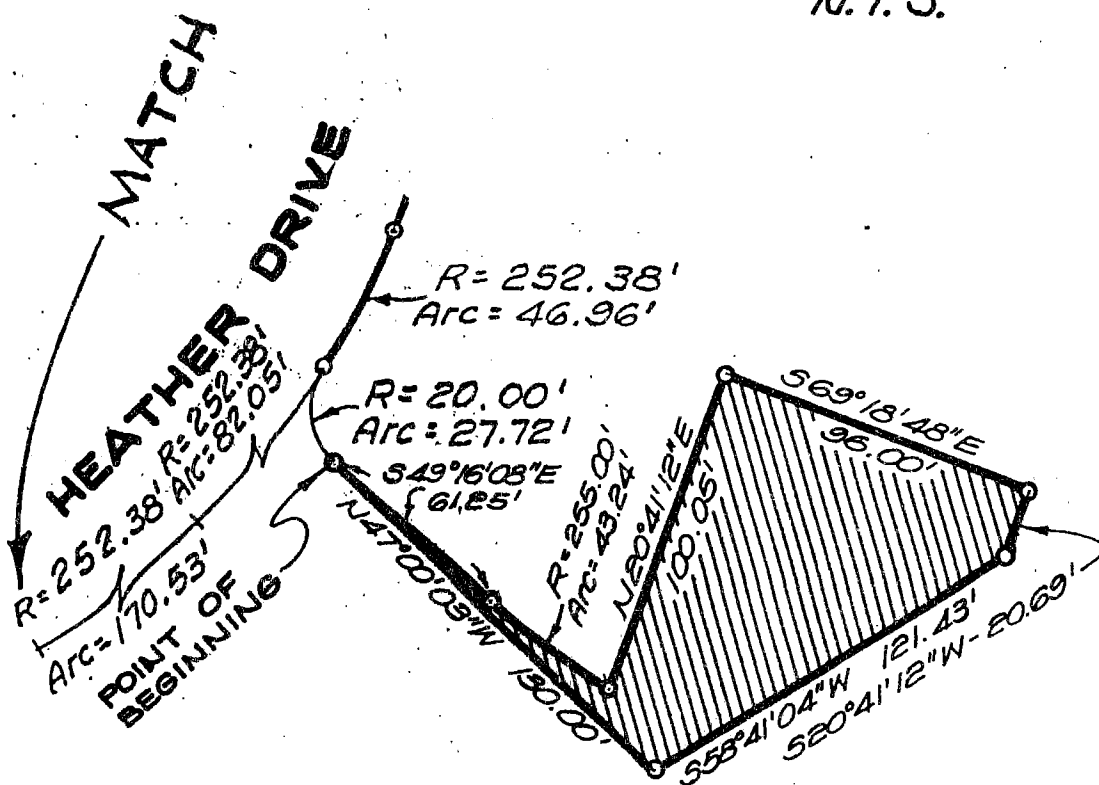 N.T.S.
MATCH
HEATHER DRIVE
R=252.38'
Arc=46.96'
R=252.38'
Arc=82.05'
R=20.00'
Arc=27.72'
S49°16'03"E
61.25'
R=252.38'
Arc=170.53'
POINT OF
BEGINNING
N47°00'03"W
130.00'
R=255.00'
Arc=43.24'
N20°41'12"E
100.05'
S69°18'48"E
96.00'
S58°41'04"W 121.43'
S20°41'12"W-20.69'